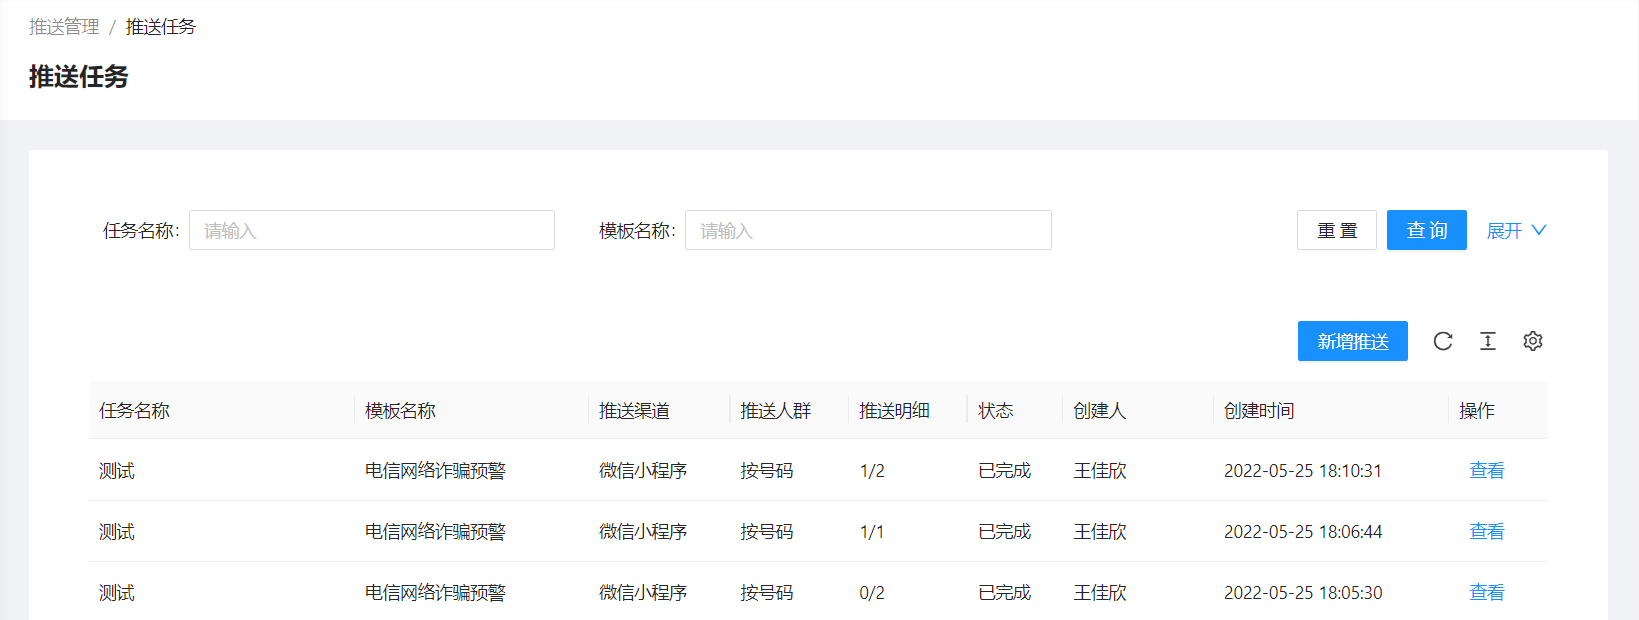 推送管理 / 推送任务
推送任务
任务名称: 请输入 模板名称: 请输入 重 置 查 询 展开
新增推送
任务名称 模板名称 推送渠道 推送人群 推送明细 状态 创建人 创建时间 操作
测试 电信网络诈骗预警 微信小程序 按号码 1/2 已完成 王佳欣 2022-05-25 18:10:31 查看
测试 电信网络诈骗预警 微信小程序 按号码 1/1 已完成 王佳欣 2022-05-25 18:06:44 查看
测试 电信网络诈骗预警 微信小程序 按号码 0/2 已完成 王佳欣 2022-05-25 18:05:30 查看